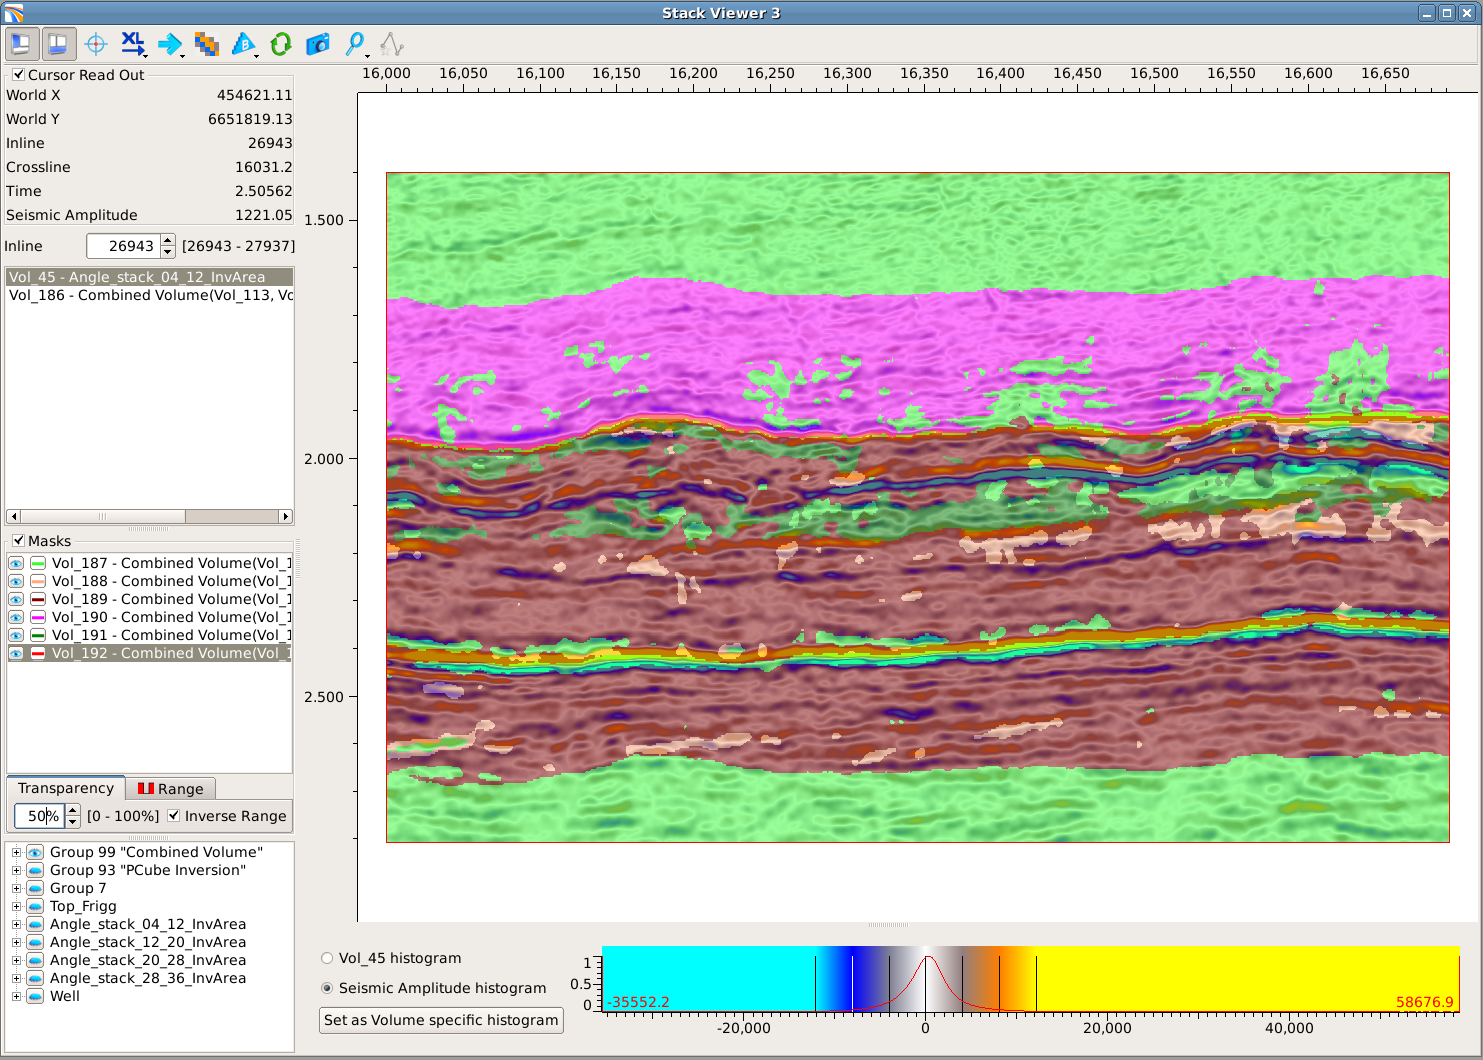 Stack Viewer 3
XL
B
Cursor Read Out
World X 454621.11
World Y 6651819.13
Inline 26943
Crossline 16031.2
Time 2.50562
Seismic Amplitude 1221.05
Inline 26943 [26943 - 27937]
Vol_45 - Angle_stack_04_12_InvArea
Vol_186 - Combined Volume(Vol_113, Vo
Masks
Vol_187 - Combined Volume(Vol_1
Vol_188 - Combined Volume(Vol_1
Vol_189 - Combined Volume(Vol_1
Vol_190 - Combined Volume(Vol_1
Vol_191 - Combined Volume(Vol_1
Vol_192 - Combined Volume(Vol_1
Transparency Range
50% [0 - 100%] Inverse Range
Group 99 "Combined Volume"
Group 93 "PCube Inversion"
Group 7
Top_Frigg
Angle_stack_04_12_InvArea
Angle_stack_12_20_InvArea
Angle_stack_20_28_InvArea
Angle_stack_28_36_InvArea
Well
16,000 16,050 16,100 16,150 16,200 16,250 16,300 16,350 16,400 16,450 16,500 16,550 16,600 16,650
1.500
2.000
2.500
Vol_45 histogram
Seismic Amplitude histogram
Set as Volume specific histogram
1
0.5
0
-35552.2 58676.9
-20,000 0 20,000 40,000